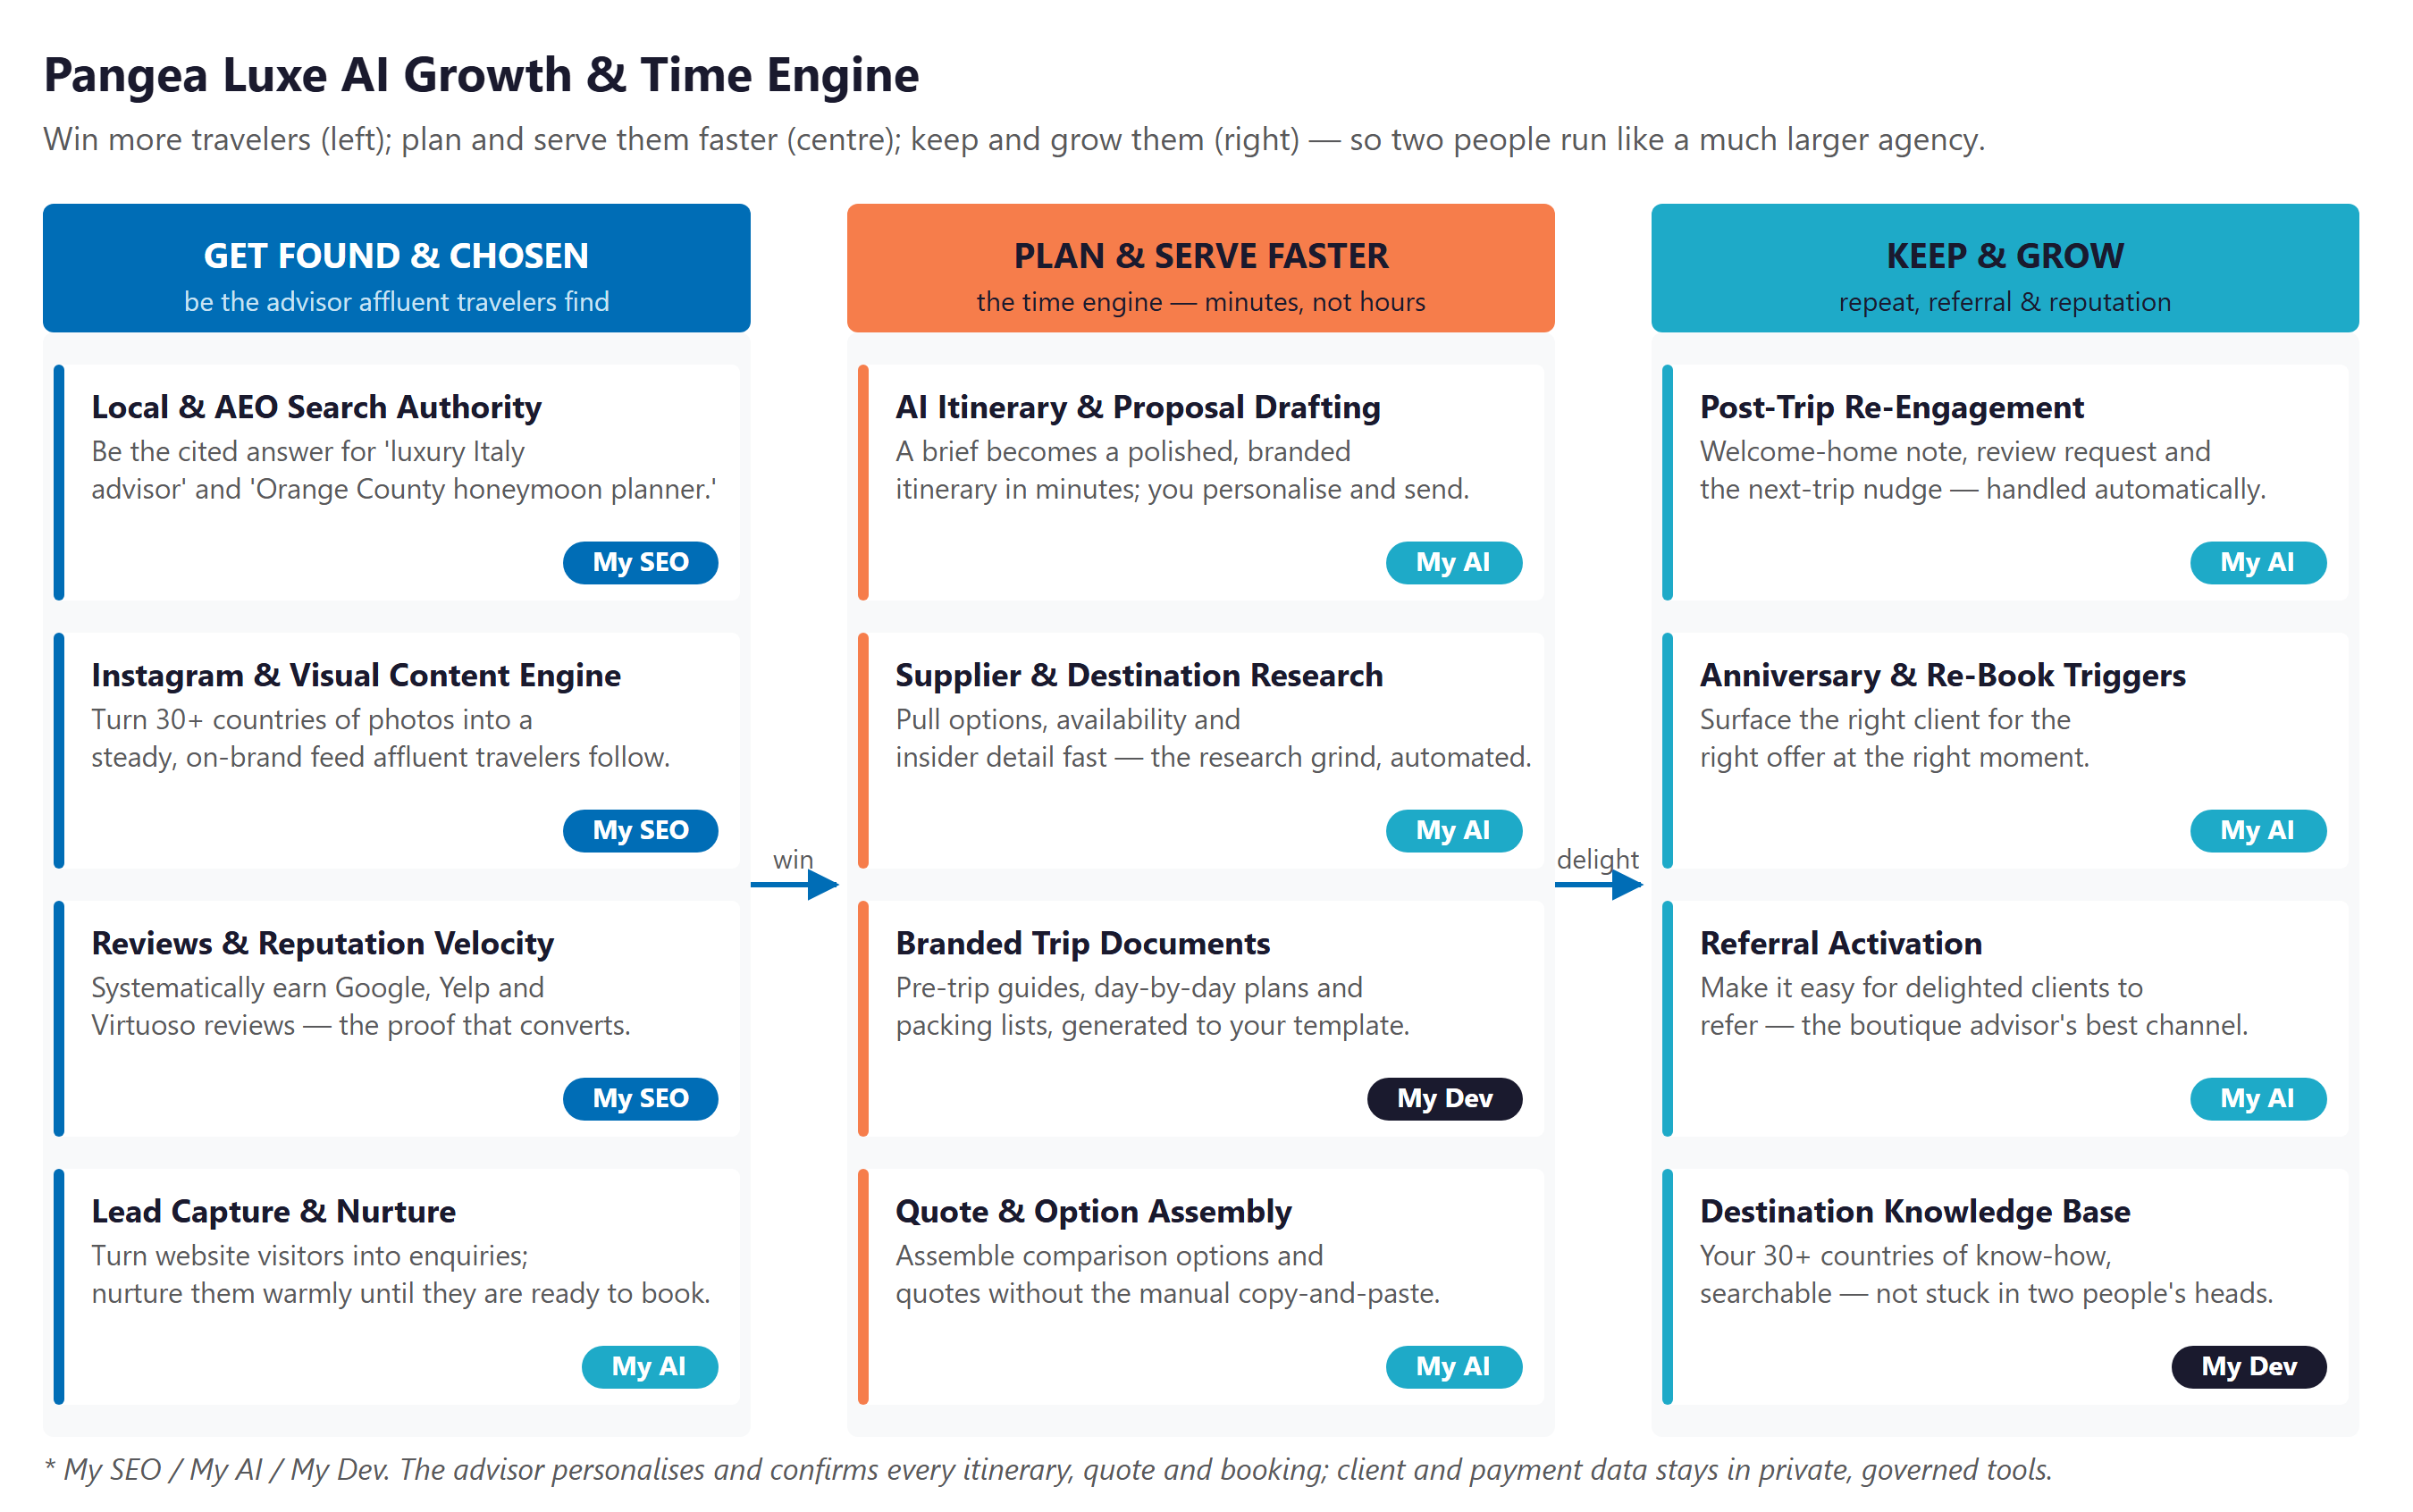 Pangea Luxe AI Growth & Time Engine
Win more travelers (left); plan and serve them faster (centre); keep and grow them (right) — so two people run like a much larger agency.
GET FOUND & CHOSEN
be the advisor affluent travelers find
Local & AEO Search Authority
Be the cited answer for 'luxury Italy
advisor' and 'Orange County honeymoon planner.'
My SEO
Instagram & Visual Content Engine
Turn 30+ countries of photos into a
steady, on-brand feed affluent travelers follow.
My SEO
Reviews & Reputation Velocity
Systematically earn Google, Yelp and
Virtuoso reviews — the proof that converts.
My SEO
Lead Capture & Nurture
Turn website visitors into enquiries;
nurture them warmly until they are ready to book.
My AI
win
PLAN & SERVE FASTER
the time engine — minutes, not hours
AI Itinerary & Proposal Drafting
A brief becomes a polished, branded
itinerary in minutes; you personalise and send.
My AI
Supplier & Destination Research
Pull options, availability and
insider detail fast — the research grind, automated.
My AI
Branded Trip Documents
Pre-trip guides, day-by-day plans and
packing lists, generated to your template.
My Dev
Quote & Option Assembly
Assemble comparison options and
quotes without the manual copy-and-paste.
My AI
delight
KEEP & GROW
repeat, referral & reputation
Post-Trip Re-Engagement
Welcome-home note, review request and
the next-trip nudge — handled automatically.
My AI
Anniversary & Re-Book Triggers
Surface the right client for the
right offer at the right moment.
My AI
Referral Activation
Make it easy for delighted clients to
refer — the boutique advisor's best channel.
My AI
Destination Knowledge Base
Your 30+ countries of know-how,
searchable — not stuck in two people's heads.
My Dev
* My SEO / My AI / My Dev. The advisor personalises and confirms every itinerary, quote and booking; client and payment data stays in private, governed tools.